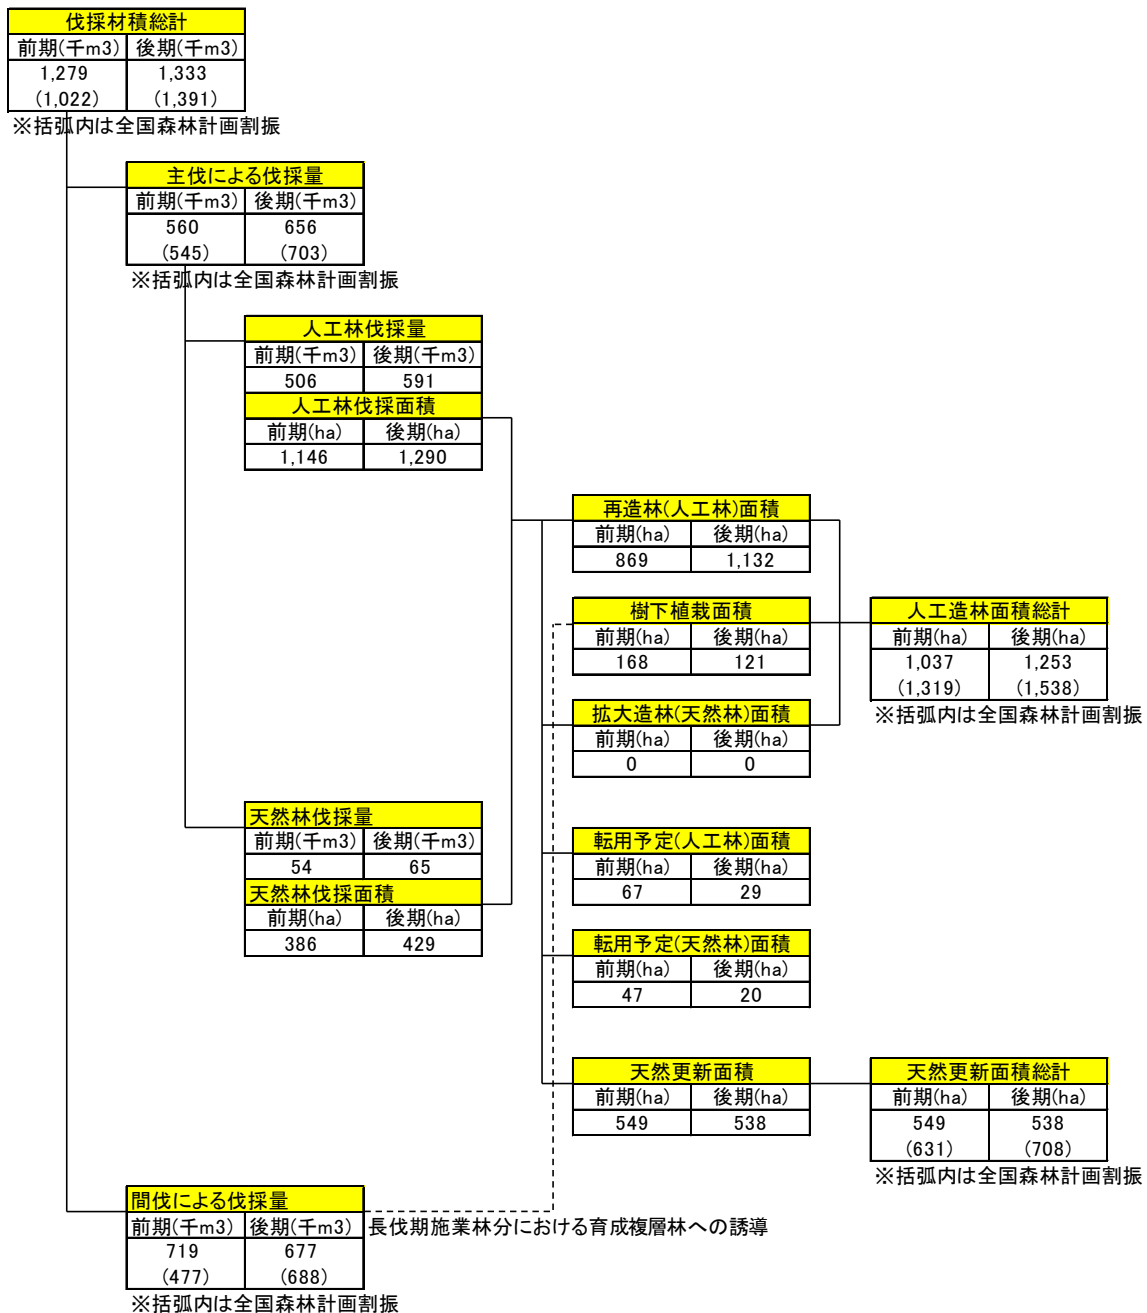 伐採材積総計
前期(千m3) 後期(千m3)
1,279 1,333
(1,022) (1,391)
※括弧内は全国森林計画割振
主伐による伐採量
前期(千m3) 後期(千m3)
560 656
(545) (703)
※括弧内は全国森林計画割振
人工林伐採量
前期(千m3) 後期(千m3)
506 591
人工林伐採面積
前期(ha) 後期(ha)
1,146 1,290
再造林(人工林)面積
前期(ha) 後期(ha)
869 1,132
樹下植栽面積
前期(ha) 後期(ha)
168 121
人工造林面積総計
前期(ha) 後期(ha)
1,037 1,253
(1,319) (1,538)
※括弧内は全国森林計画割振
拡大造林(天然林)面積
前期(ha) 後期(ha)
0 0
天然林伐採量
前期(千m3) 後期(千m3)
54 65
天然林伐採面積
前期(ha) 後期(ha)
386 429
転用予定(人工林)面積
前期(ha) 後期(ha)
67 29
転用予定(天然林)面積
前期(ha) 後期(ha)
47 20
天然更新面積
前期(ha) 後期(ha)
549 538
天然更新面積総計
前期(ha) 後期(ha)
549 538
(631) (708)
※括弧内は全国森林計画割振
間伐による伐採量
前期(千m3) 後期(千m3)
719 677
(477) (688)
※括弧内は全国森林計画割振
長伐期施業林分における育成複層林への誘導